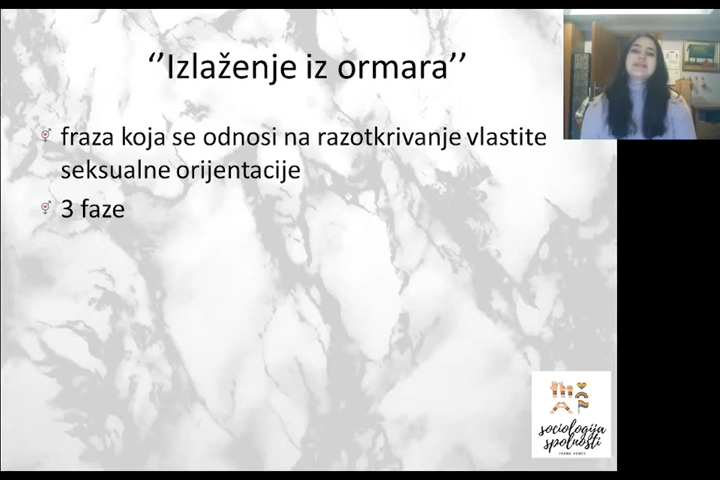 ‘’Izlaženje iz ormara’’
fraza koja se odnosi na razotkrivanje vlastite
seksualne orijentacije
3 faze
sociologija
spolnosti